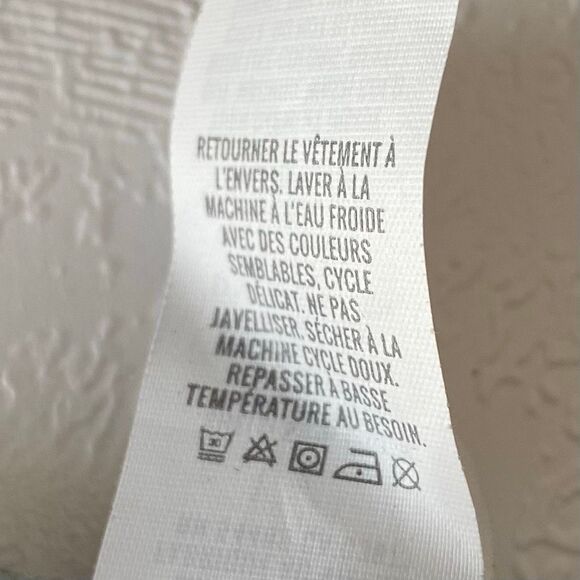 RETOURNER LE VÊTEMENT À
L'ENVERS. LAVER À LA
MACHINE À L'EAU FROIDE
AVEC DES COULEURS
SEMBLABLES, CYCLE
DÉLICAT. NE PAS
JAVELLISER. SÉCHER À LA
MACHINE CYCLE DOUX.
REPASSER À BASSE
TEMPÉRATURE AU BESOIN.
30